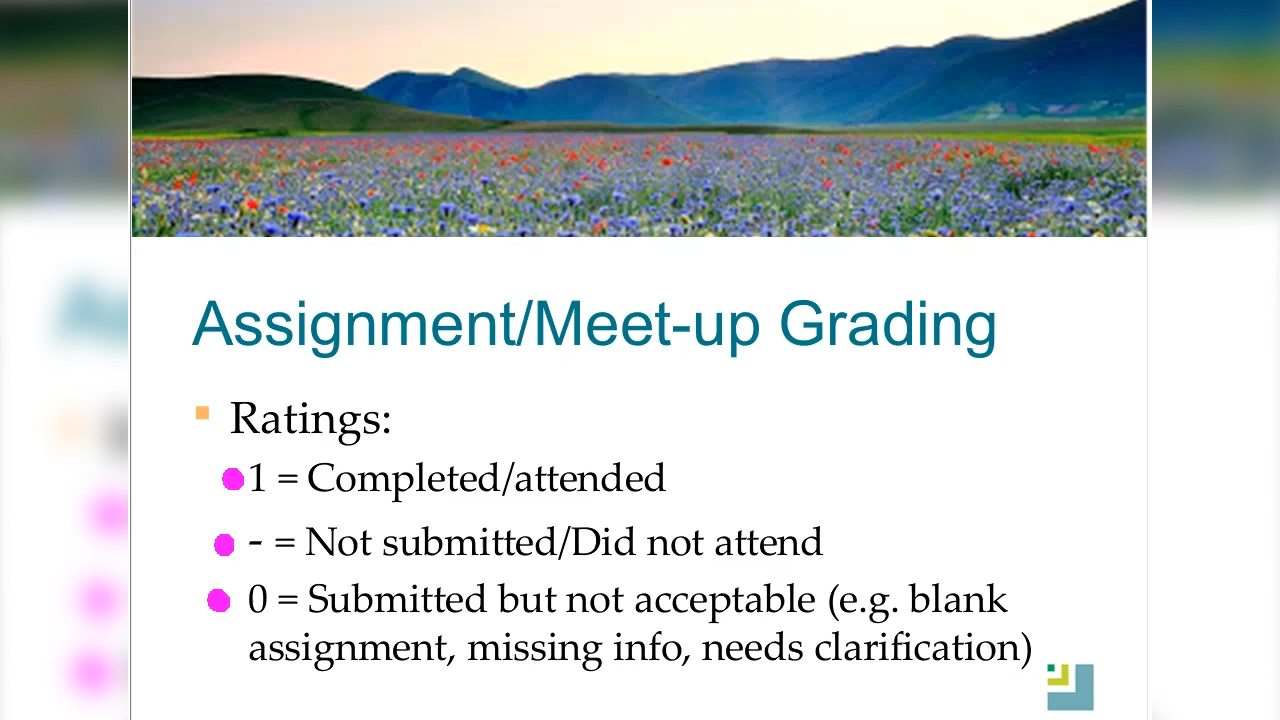 Assignment/Meet-up Grading
Ratings:
1 = Completed/attended
- = Not submitted/Did not attend
0 = Submitted but not acceptable (e.g. blank
assignment, missing info, needs clarification)